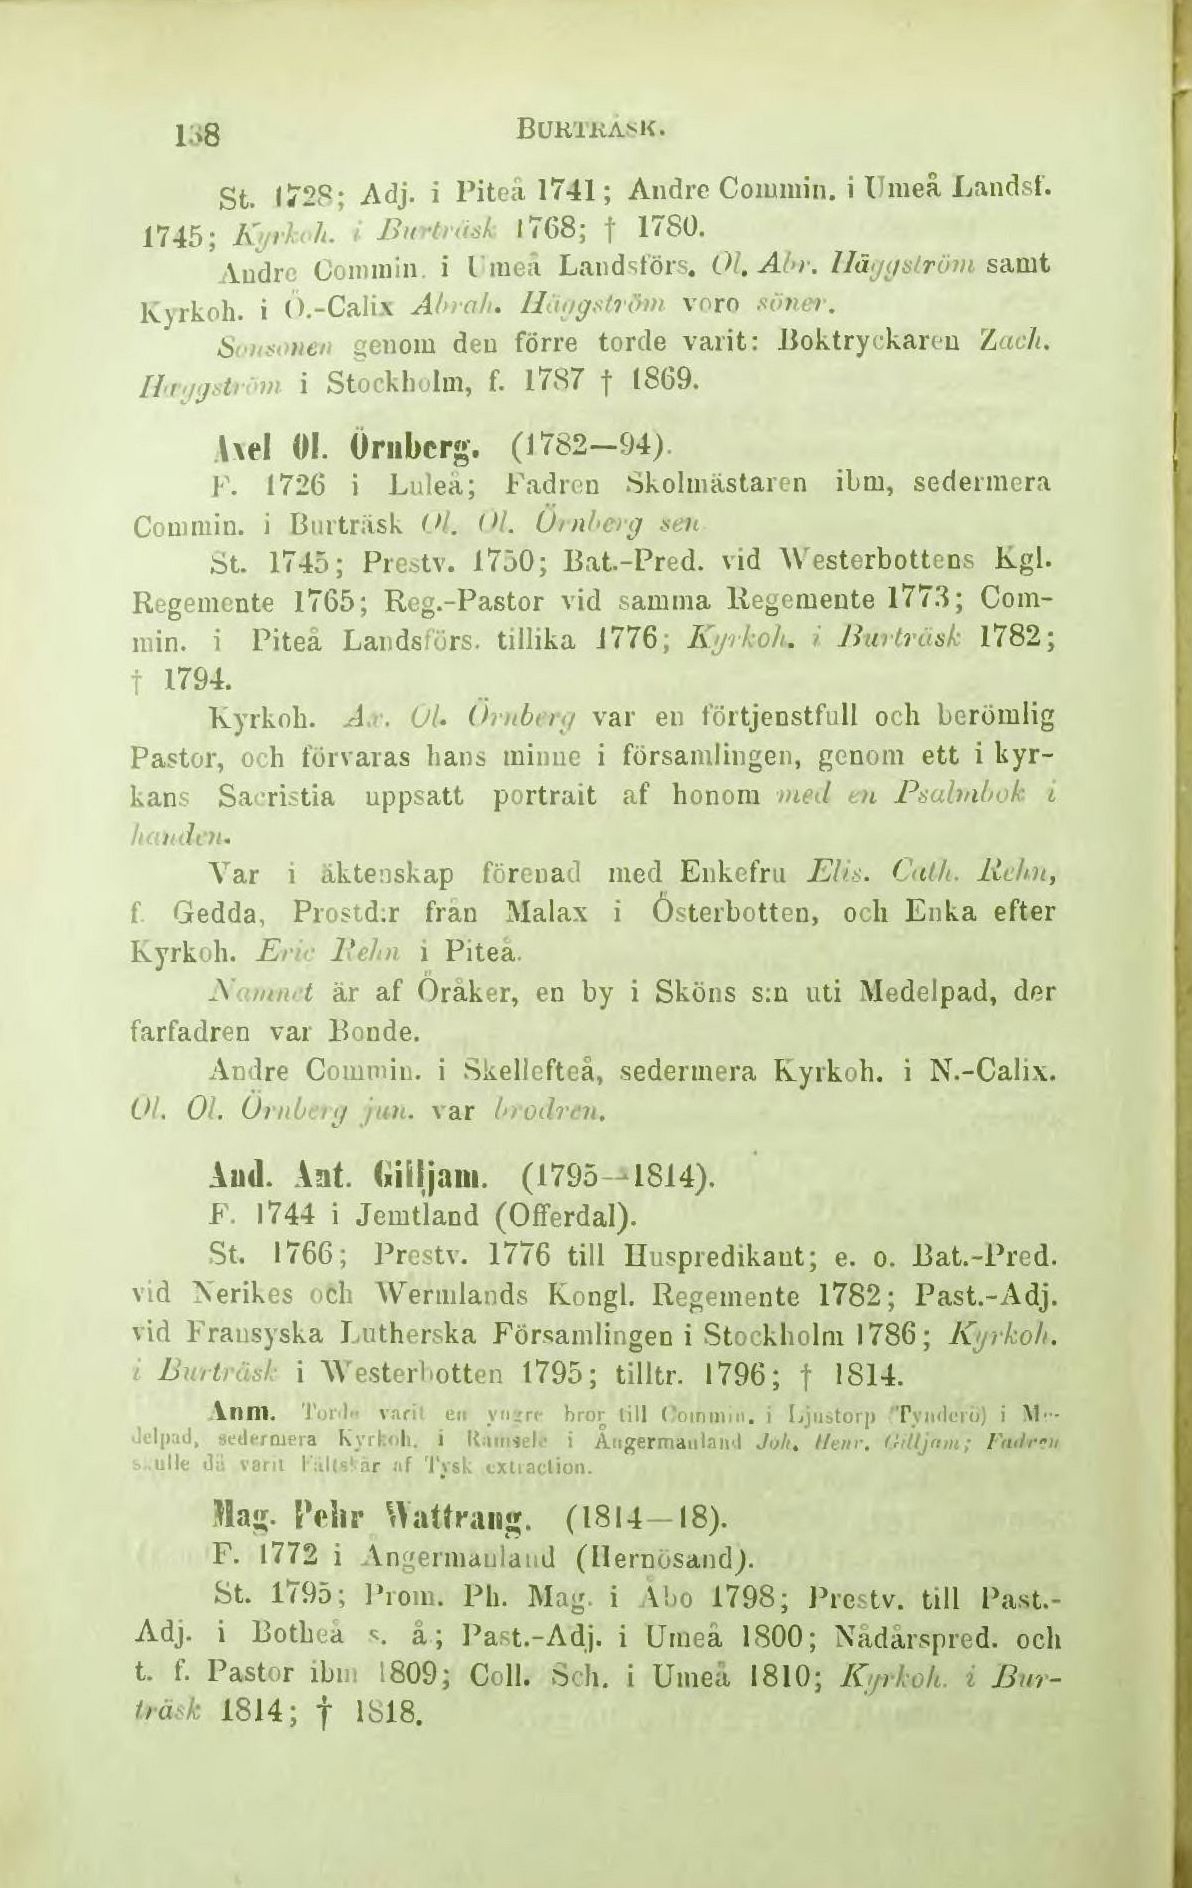 138
BURTRÄSK.
St. 1728; Adj. i Piteå 1741; Andre Commin. i Umeå Landsf.
1745; Kyrkoh. i Burträsk 1768; † 1780.
Andre Commin. i Umeå Landsförs. Ol. Abr. Häggström samt
Kyrkoh. i Ö.-Calix Abrah. Häggström voro söner.
Sonsonen genom den förre torde varit: Boktryckaren Zach.
Hæggström i Stockholm, f. 1787 † 1869.
Axel Ol. Örnberg. (1782—94).
F. 1726 i Luleå; Fadren Skolmästaren ibm, sedermera
Commin. i Burträsk Ol. Ol. Örnberg sen.
St. 1745; Prestv. 1750; Bat.-Pred. vid Westerbottens Kgl.
Regemente 1765; Reg.-Pastor vid samma Regemente 1773; Com-
min. i Piteå Landsförs. tillika 1776; Kyrkoh. i Burträsk 1782;
† 1794.
Kyrkoh. Ax. Ol. Örnberg var en förtjenstfull och berömlig
Pastor, och förvaras hans minne i församlingen, genom ett i kyr-
kans Sacristia uppsatt portrait af honom med en Psalmbok i
handen.
Var i äktenskap förenad med Enkefru Elis. Cath. Rehn,
f. Gedda, Prostd:r från Malax i Österbotten, och Enka efter
Kyrkoh. Eric Rehn i Piteå.
Namnet är af Öråker, en by i Sköns s:n uti Medelpad, der
farfadren var Bonde.
Andre Commin. i Skellefteå, sedermera Kyrkoh. i N.-Calix.
Ol. Ol. Örnberg jun. var brodren.
And. Ant. Gilljam. (1795—1814).
F. 1744 i Jemtland (Offerdal).
St. 1766; Prestv. 1776 till Huspredikant; e. o. Bat.-Pred.
vid Nerikes och Wermlands Kongl. Regemente 1782; Past.-Adj.
vid Fransyska Lutherska Församlingen i Stockholm 1786; Kyrkoh.
i Burträsk i Westerbotten 1795; tilltr. 1796; † 1814.
Anm. Torde varit en yngre bror till Commin. i Ljustorp (Tynderö) i Me-
delpad, sedermera Kyrkoh. i Ramsele i Ångermanland Joh. Henr. Gilljam; Fadren
skulle då varit Fältskär af Tysk extraction.
Mag. Pehr Wattrang. (1814—18).
F. 1772 i Ångermanland (Hernösand).
St. 1795; Prom. Ph. Mag. i Åbo 1798; Prestv. till Past.-
Adj. i Botheå s. å.; Past.-Adj. i Umeå 1800; Nådårspred. och
t. f. Pastor ibm 1809; Coll. Sch. i Umeå 1810; Kyrkoh. i Bur-
träsk 1814; † 1818.